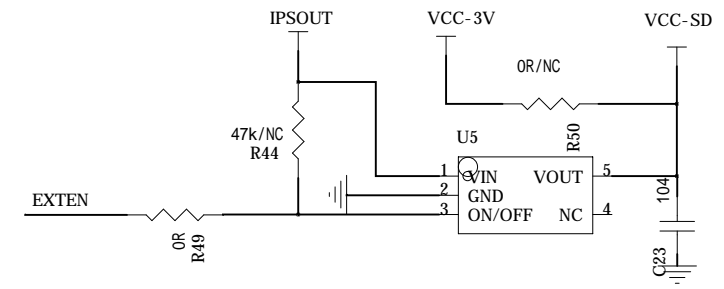 IPSOUT
VCC-3V
VCC-SD
0R/NC
R50
47k/NC
R44
U5
1
VIN
VOUT
5
2
GND
3
ON/OFF
NC
4
EXTEN
0R
R49
104
C23